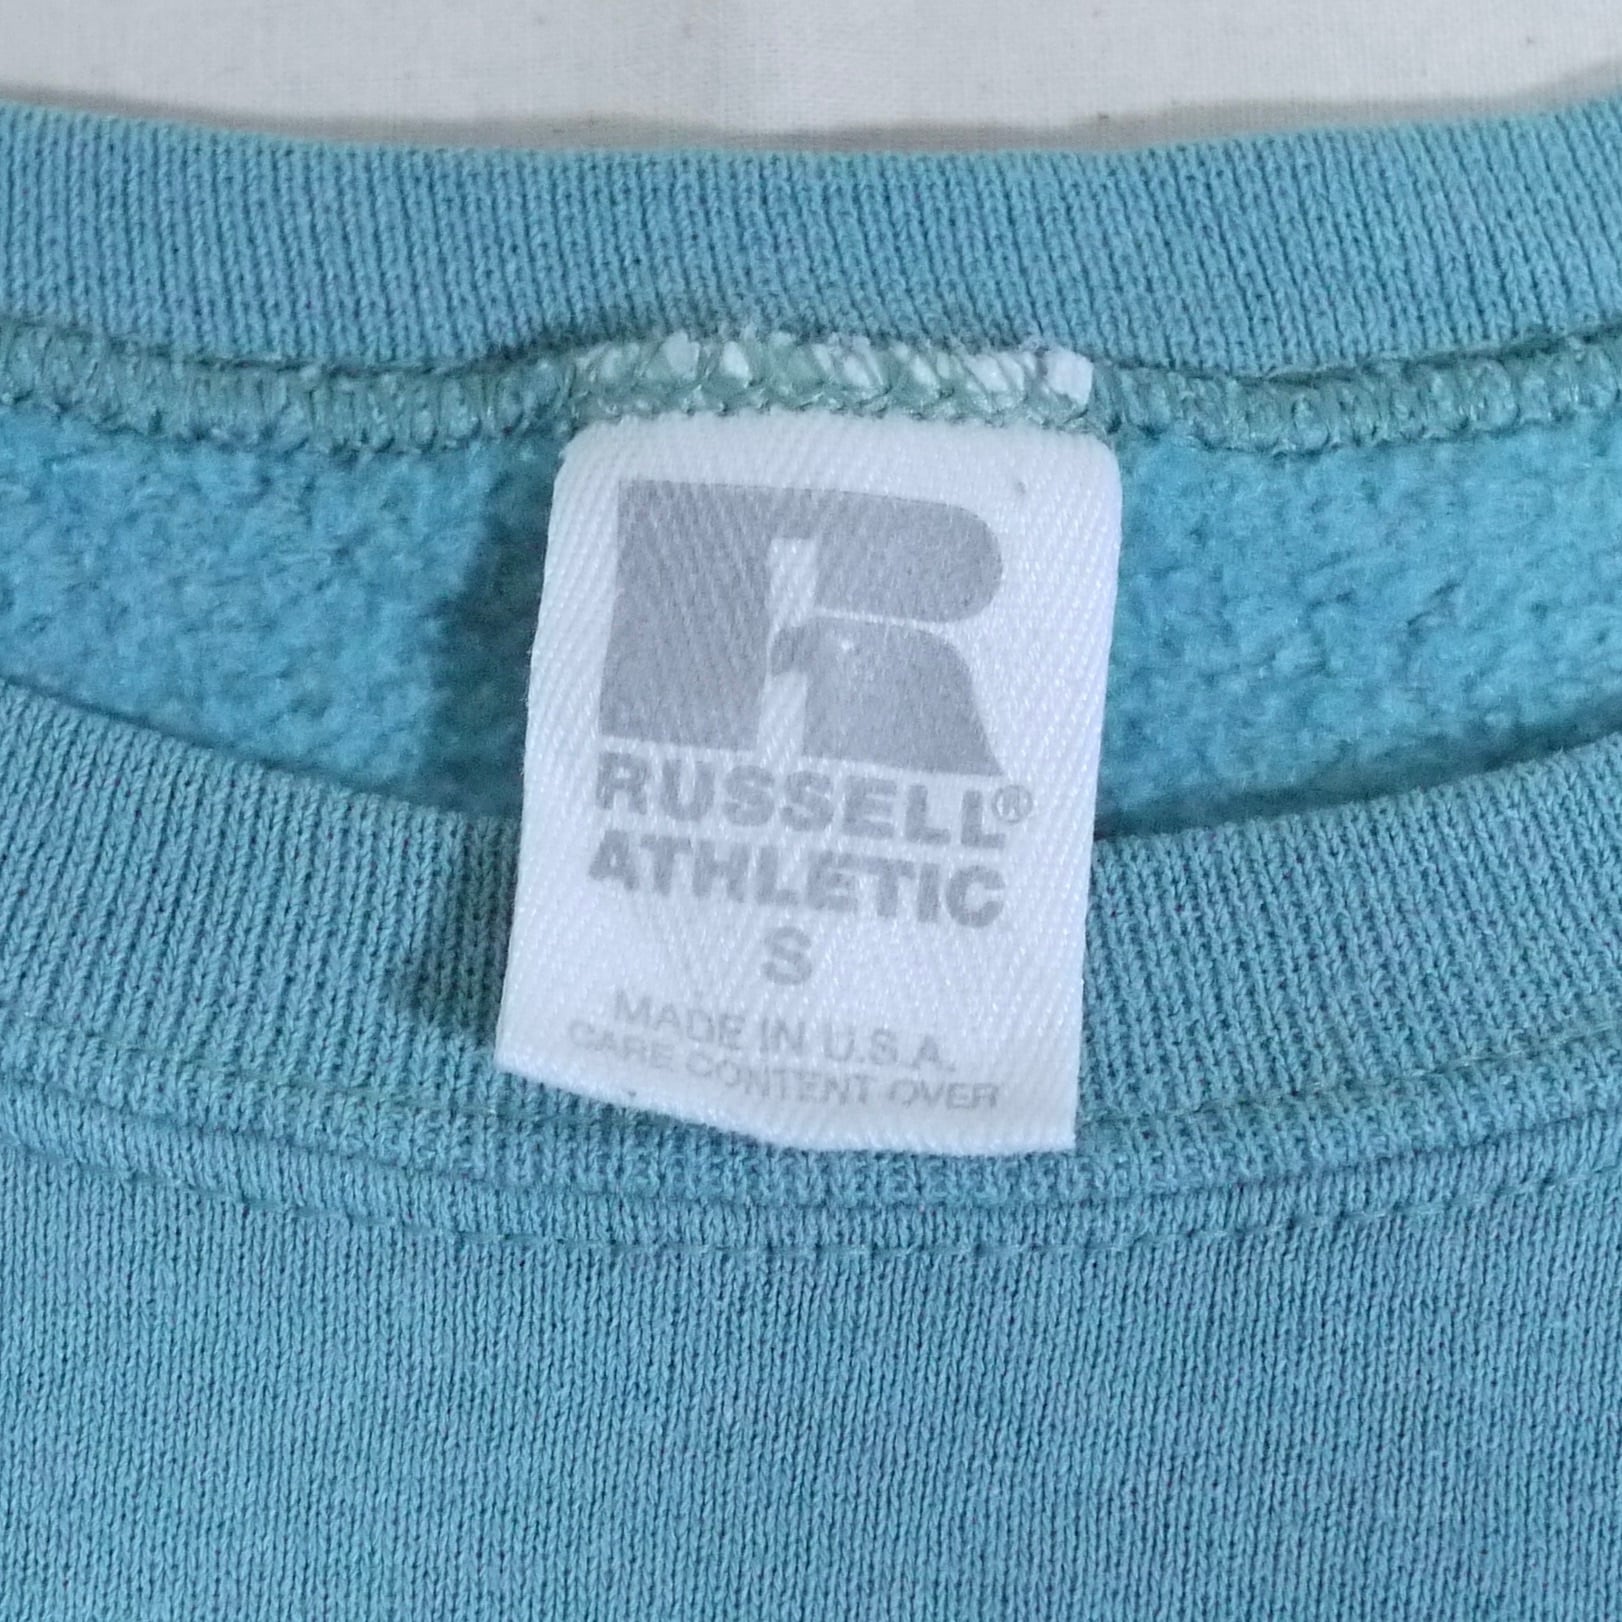 R
RUSSELL®
ATHLETIC
S
MADE IN U.S.A.
CARE CONTENT OVER